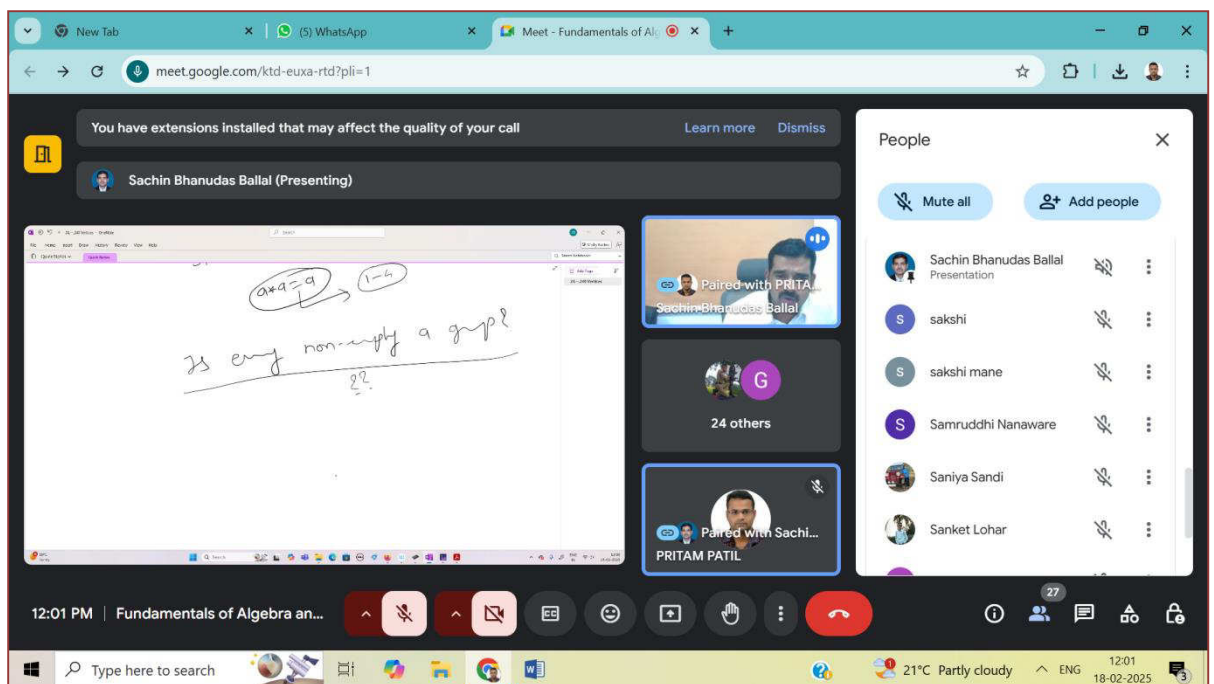 New Tab
(5) WhatsApp
Meet - Fundamentals of Alg
meet.google.com/ktd-euxa-rtd?pli=1
You have extensions installed that may affect the quality of your call
Learn more
Dismiss
Sachin Bhanudas Ballal (Presenting)
a*a=a
1-4
Is every non-empty a group?
??
Paired with PRITA...
Sachin Bhanudas Ballal
G
24 others
Paired with Sachi...
PRITAM PATIL
People
Mute all
Add people
Sachin Bhanudas Ballal
Presentation
s
sakshi
s
sakshi mane
S
Samruddhi Nanaware
Saniya Sandi
Sanket Lohar
12:01 PM | Fundamentals of Algebra an...
CC
27
Type here to search
21°C Partly cloudy
ENG
12:01
18-02-2025
3